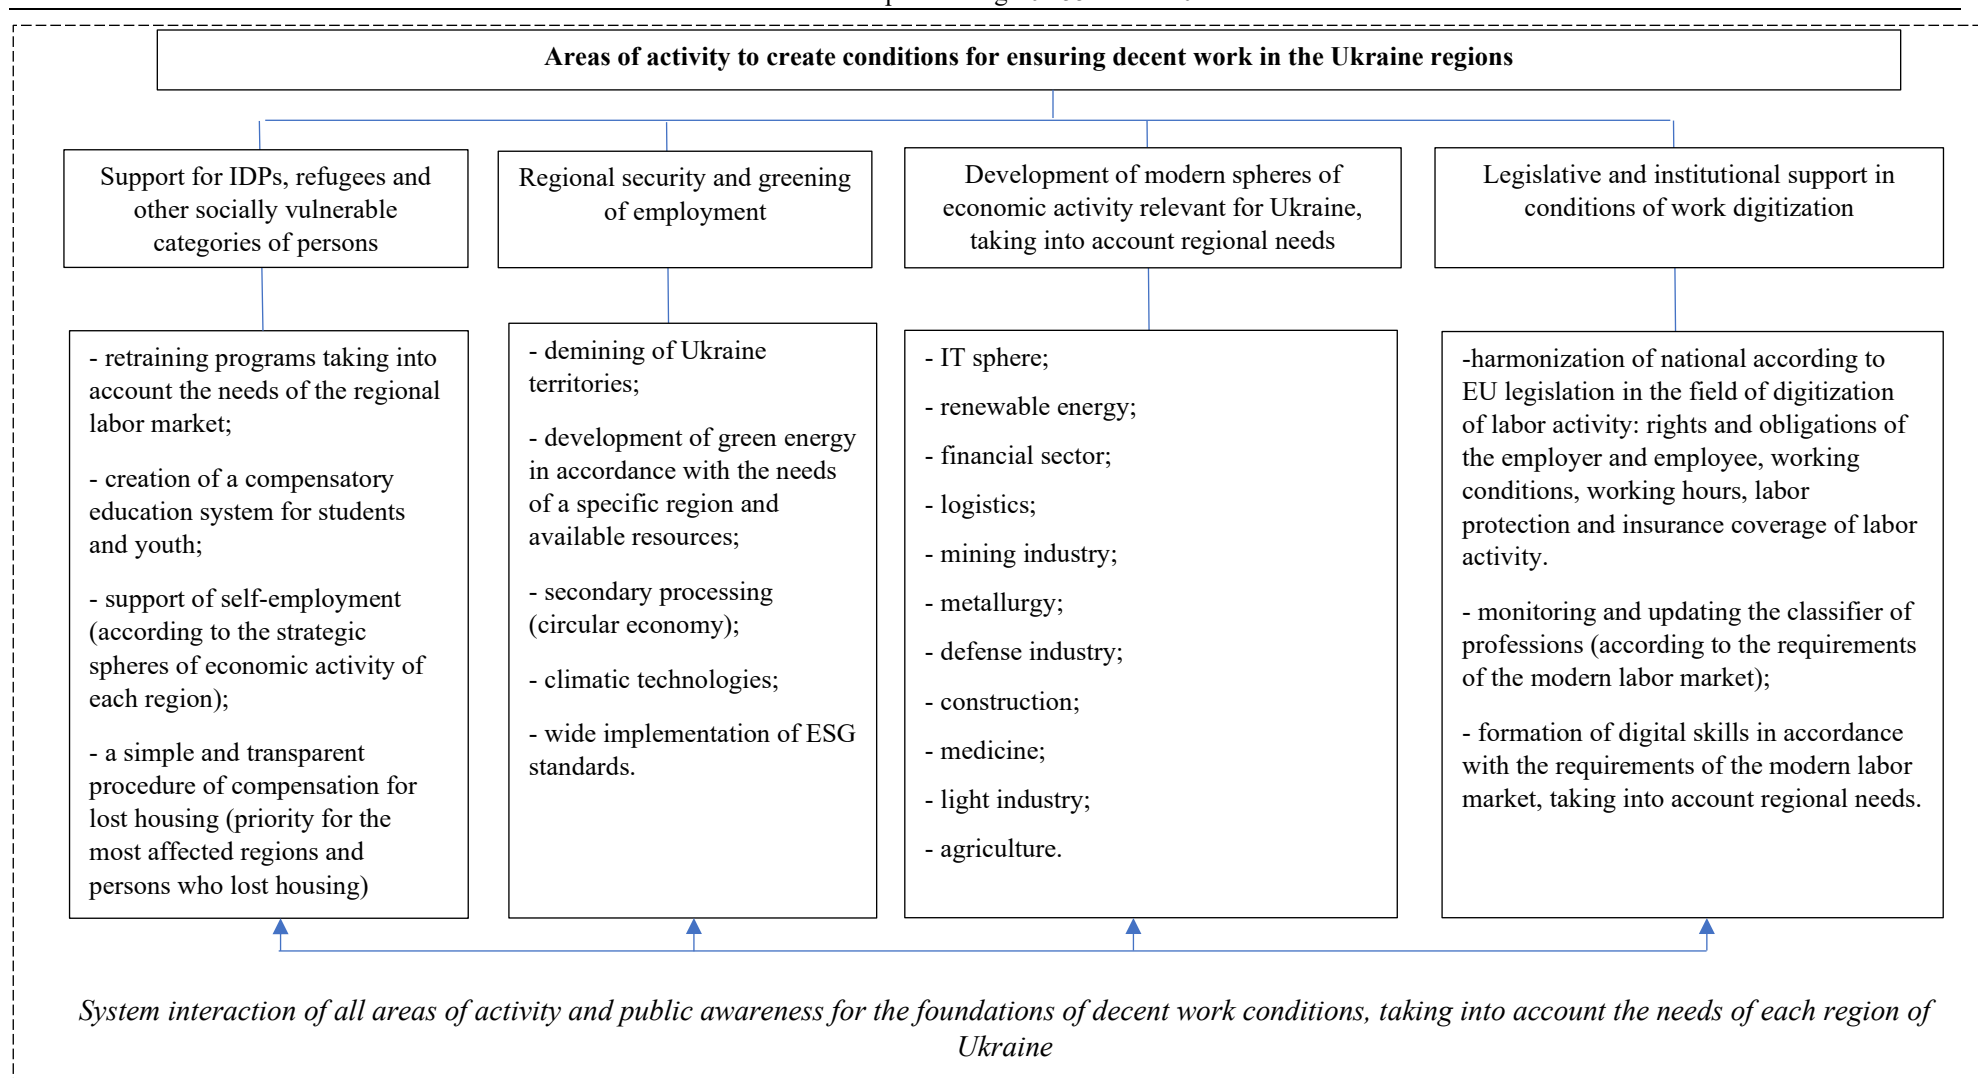 Areas of activity to create conditions for ensuring decent work in the Ukraine regions
Support for IDPs, refugees and
other socially vulnerable
categories of persons
Regional security and greening
of employment
Development of modern spheres of
economic activity relevant for Ukraine,
taking into account regional needs
Legislative and institutional support in
conditions of work digitization
- retraining programs taking into
account the needs of the regional
labor market;
- creation of a compensatory
education system for students
and youth;
- support of self-employment
(according to the strategic
spheres of economic activity of
each region);
- a simple and transparent
procedure of compensation for
lost housing (priority for the
most affected regions and
persons who lost housing)
- demining of Ukraine
territories;
- development of green energy
in accordance with the needs
of a specific region and
available resources;
- secondary processing
(circular economy);
- climatic technologies;
- wide implementation of ESG
standards.
- IT sphere;
- renewable energy;
- financial sector;
- logistics;
- mining industry;
- metallurgy;
- defense industry;
- construction;
- medicine;
- light industry;
- agriculture.
-harmonization of national according to
EU legislation in the field of digitization
of labor activity: rights and obligations of
the employer and employee, working
conditions, working hours, labor
protection and insurance coverage of labor
activity.
- monitoring and updating the classifier of
professions (according to the requirements
of the modern labor market);
- formation of digital skills in accordance
with the requirements of the modern labor
market, taking into account regional needs.
System interaction of all areas of activity and public awareness for the foundations of decent work conditions, taking into account the needs of each region of
Ukraine